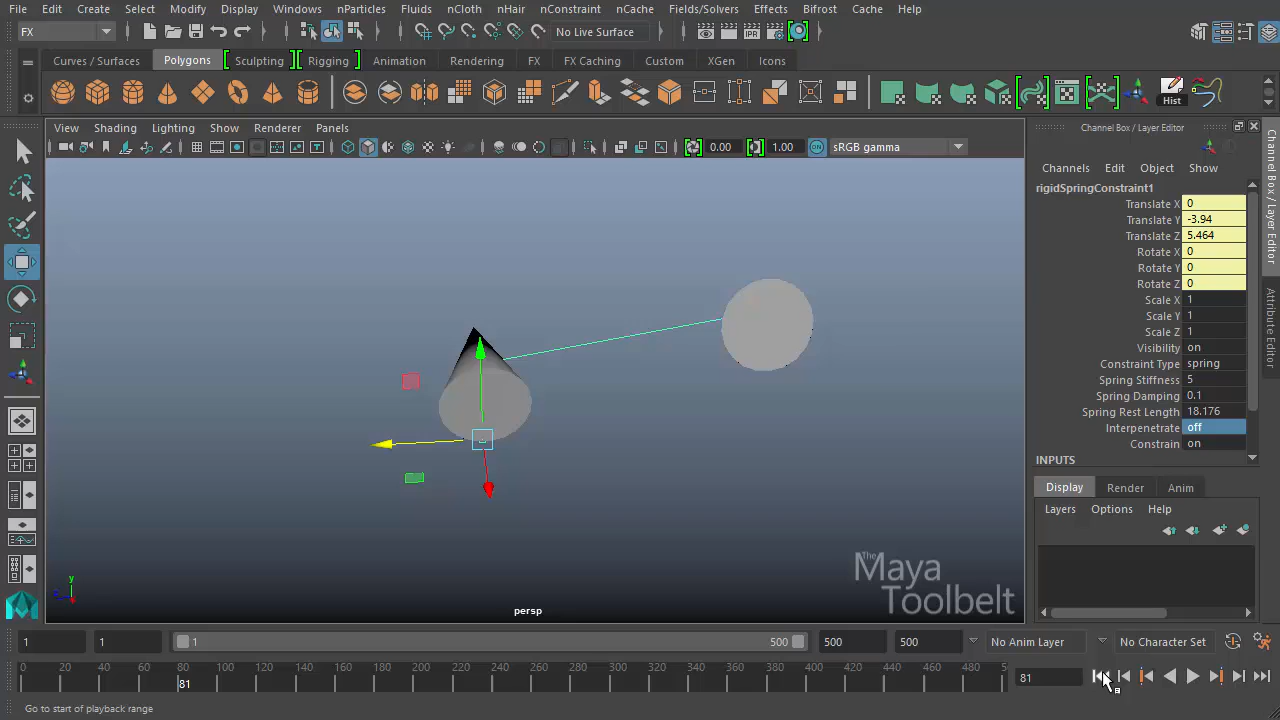 File Edit Create Select Modify Display Windows nParticles Fluids nCloth nHair nConstraint nCache Fields/Solvers Effects Bifrost Cache Help
FX No Live Surface IPR
Curves / Surfaces Polygons Sculpting Rigging Animation Rendering FX FX Caching Custom XGen Icons
Hist
View Shading Lighting Show Renderer Panels
0.00 1.00 ON sRGB gamma
Channel Box / Layer Editor
Channels Edit Object Show
rigidSpringConstraint1
Translate X 0
Translate Y -3.94
Translate Z 5.464
Rotate X 0
Rotate Y 0
Rotate Z 0
Scale X 1
Scale Y 1
Scale Z 1
Visibility on
Constraint Type spring
Spring Stiffness 5
Spring Damping 0.1
Spring Rest Length 18.176
Interpenetrate off
Constrain on
INPUTS
Display Render Anim
Layers Options Help
Channel Box / Layer Editor
Attribute Editor
The
Maya
Toolbelt
y
persp
1 1 1 500 500 500 No Anim Layer No Character Set
0 20 40 60 80 100 120 140 160 180 200 220 240 260 280 300 320 340 360 380 400 420 440 460 480
81 81
Go to start of playback range